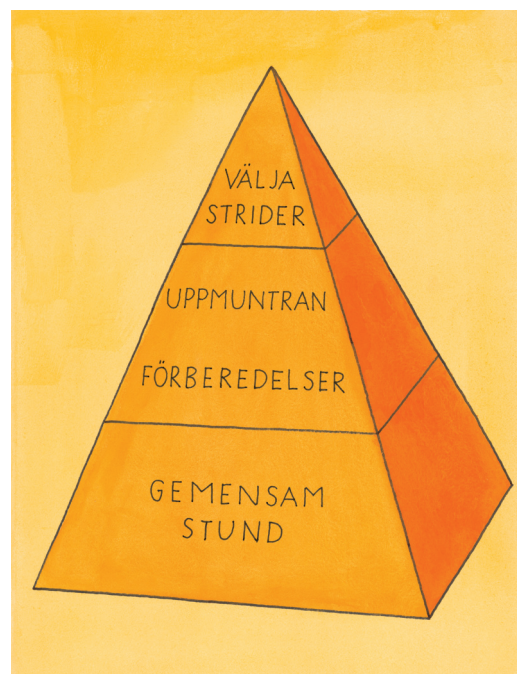 VÄLJA
STRIDER
UPPMUNTRAN
FÖRBEREDELSER
GEMENSAM
STUND